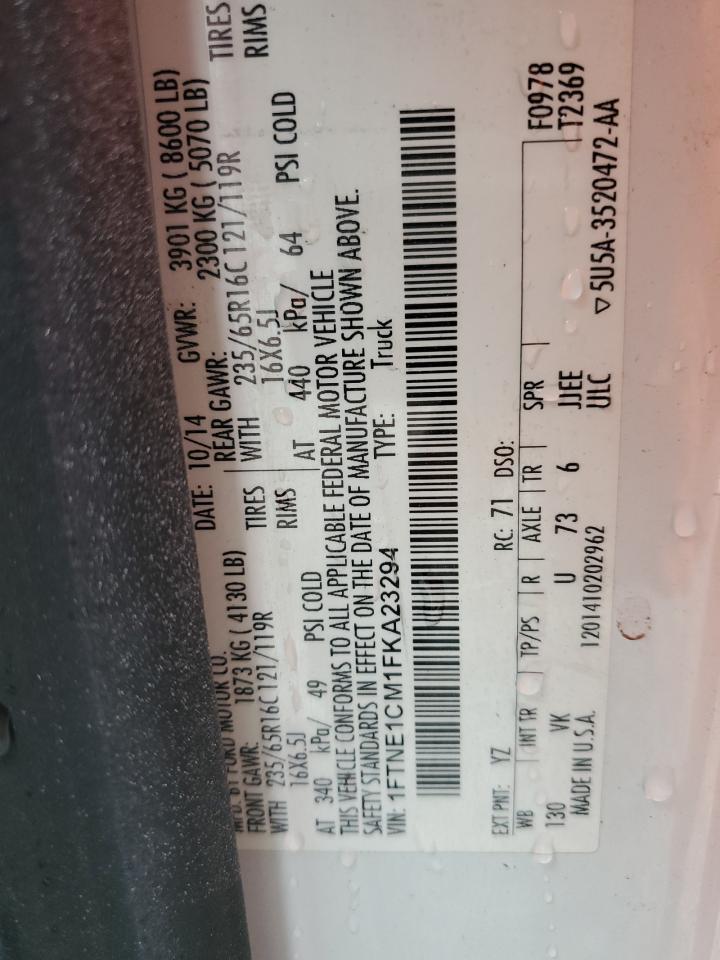 MFD. BY FORD MOTOR CO.
DATE: 10/14 GVWR: 3901 KG ( 8600 LB)
FRONT GAWR: 1873 KG ( 4130 LB) REAR GAWR: 2300 KG ( 5070 LB)
WITH 235/65R16C 121/119R TIRES WITH 235/65R16C 121/119R TIRES
16X6.5J RIMS 16X6.5J RIMS
AT 340 kPa/ 49 PSI COLD AT 440 kPa/ 64 PSI COLD
THIS VEHICLE CONFORMS TO ALL APPLICABLE FEDERAL MOTOR VEHICLE
SAFETY STANDARDS IN EFFECT ON THE DATE OF MANUFACTURE SHOWN ABOVE.
VIN: 1FTNE1CM1FKA23294 TYPE: Truck
EXT PNT: YZ RC: 71 DSO:
WB INT TR TP/PS R AXLE TR SPR F0978
130 VK U 73 6 JJEE T2369
MADE IN U.S.A. 1201410202962 ULC ▽ 5U5A-3520472-AA